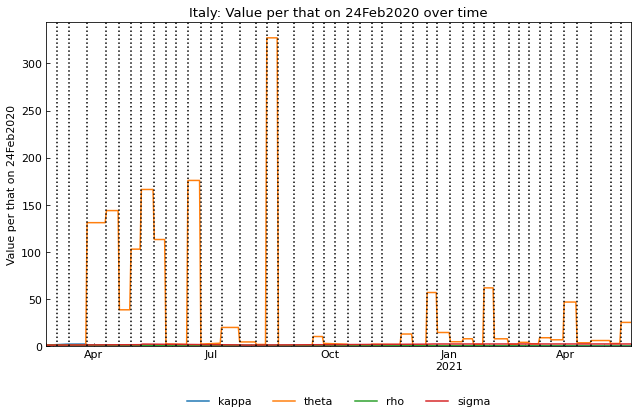 Italy: Value per that on 24Feb2020 over time
Value per that on 24Feb2020
300
250
200
150
100
50
0
Apr Jul Oct Jan Apr
2021
kappa theta rho sigma